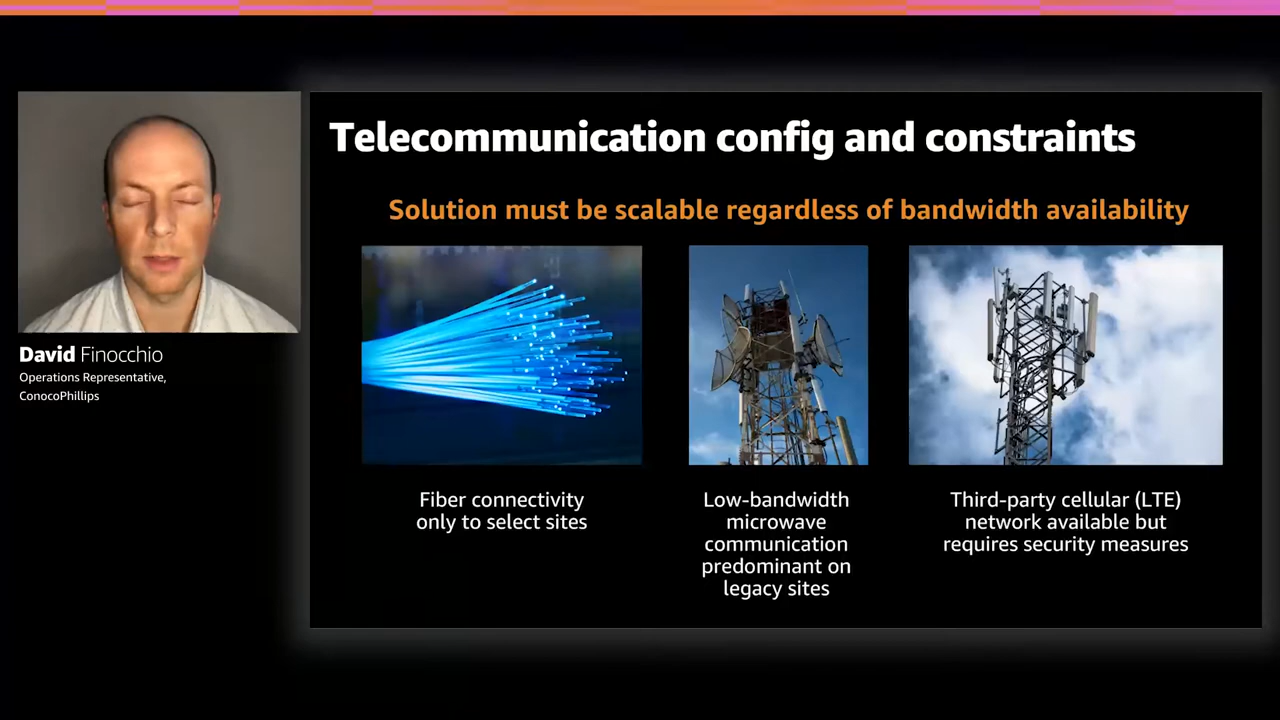 Telecommunication config and constraints
Solution must be scalable regardless of bandwidth availability
David Finocchio
Operations Representative,
ConocoPhillips
Fiber connectivity
only to select sites
Low-bandwidth
microwave
communication
predominant on
legacy sites
Third-party cellular (LTE)
network available but
requires security measures